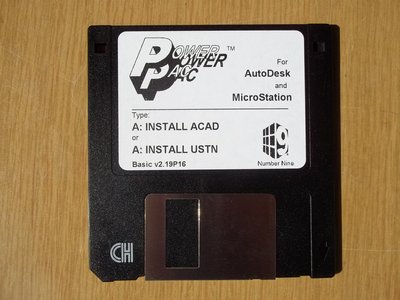 POWER ™
PAC
For
AutoDesk
and
MicroStation
Type:
A: INSTALL ACAD
or
A: INSTALL USTN
Basic v2.19P16
9
Number Nine
CH